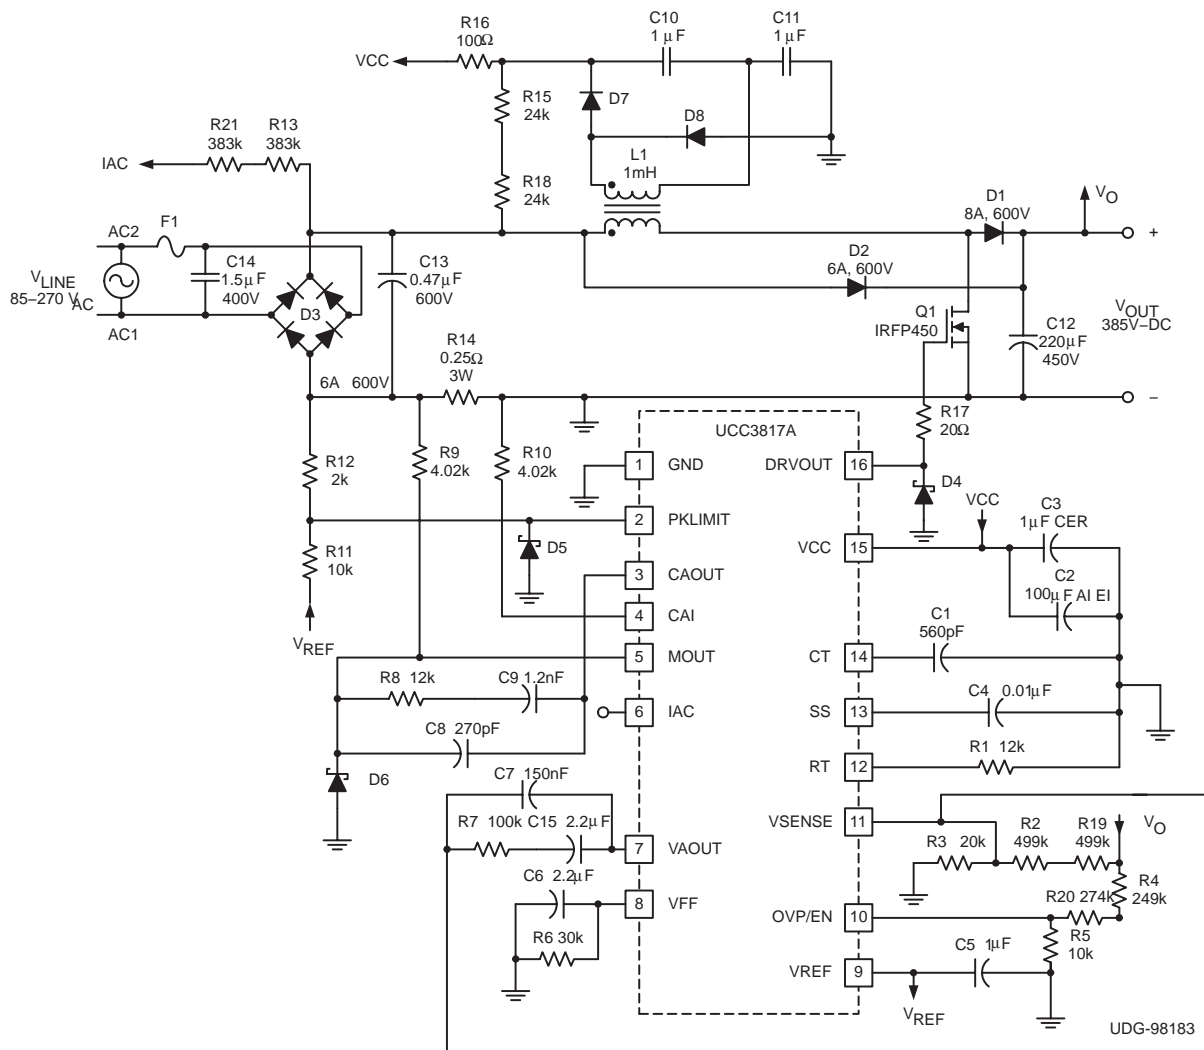 C10
1 μF
C11
1 μF
R16
100Ω
VCC
D7
R15
24k
D8
R21
383k
R13
383k
IAC
L1
1mH
R18
24k
D1
8A, 600V
VO
F1
AC2
+
VLINE
85–270 VAC
C14
1.5μF
400V
C13
0.47μF
600V
D2
6A, 600V
D3
Q1
IRFP450
VOUT
385V–DC
AC1
C12
220μF
450V
R14
0.25Ω
3W
6A 600V
–
R17
20Ω
UCC3817A
R9
4.02k
R10
4.02k
R12
2k
1 GND
DRVOUT 16
D4
VCC
C3
1μF CER
2 PKLIMIT
D5
VCC 15
R11
10k
3 CAOUT
C2
100μF AI EI
4 CAI
C1
560pF
VREF
5 MOUT
CT 14
R8 12k
C9 1.2nF
C4 0.01μF
6 IAC
SS 13
C8 270pF
R1 12k
RT 12
D6
C7 150nF
VSENSE 11
R7 100k C15 2.2μF
VO
R3 20k
R2
499k
R19
499k
7 VAOUT
C6 2.2μF
R4
249k
R20 274k
8 VFF
OVP/EN 10
R6 30k
R5
10k
C5 1μF
VREF 9
VREF
UDG-98183